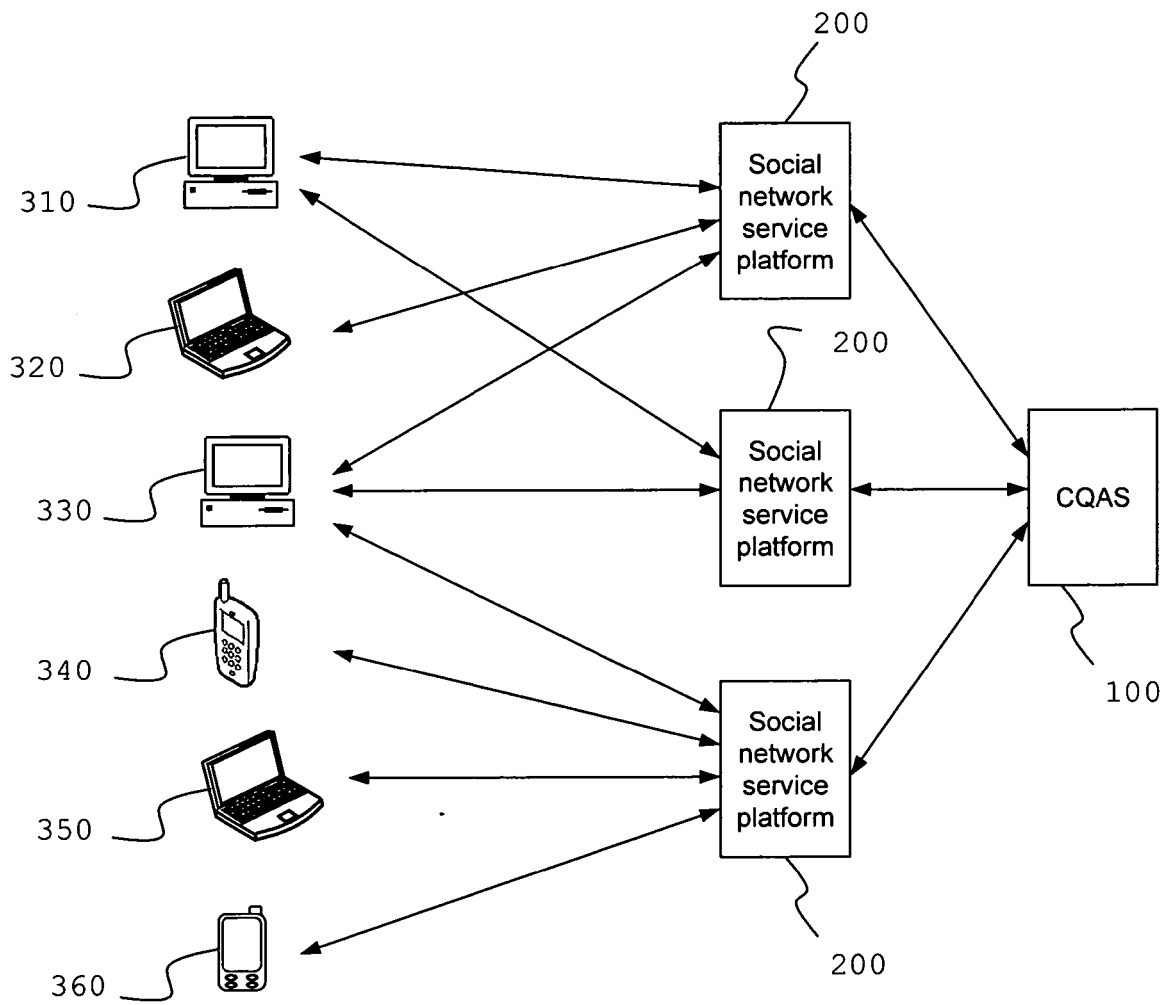 200
Social
network
service
platform
310
320
200
Social
network
service
platform
330
CQAS
340
100
Social
network
service
platform
350
200
360